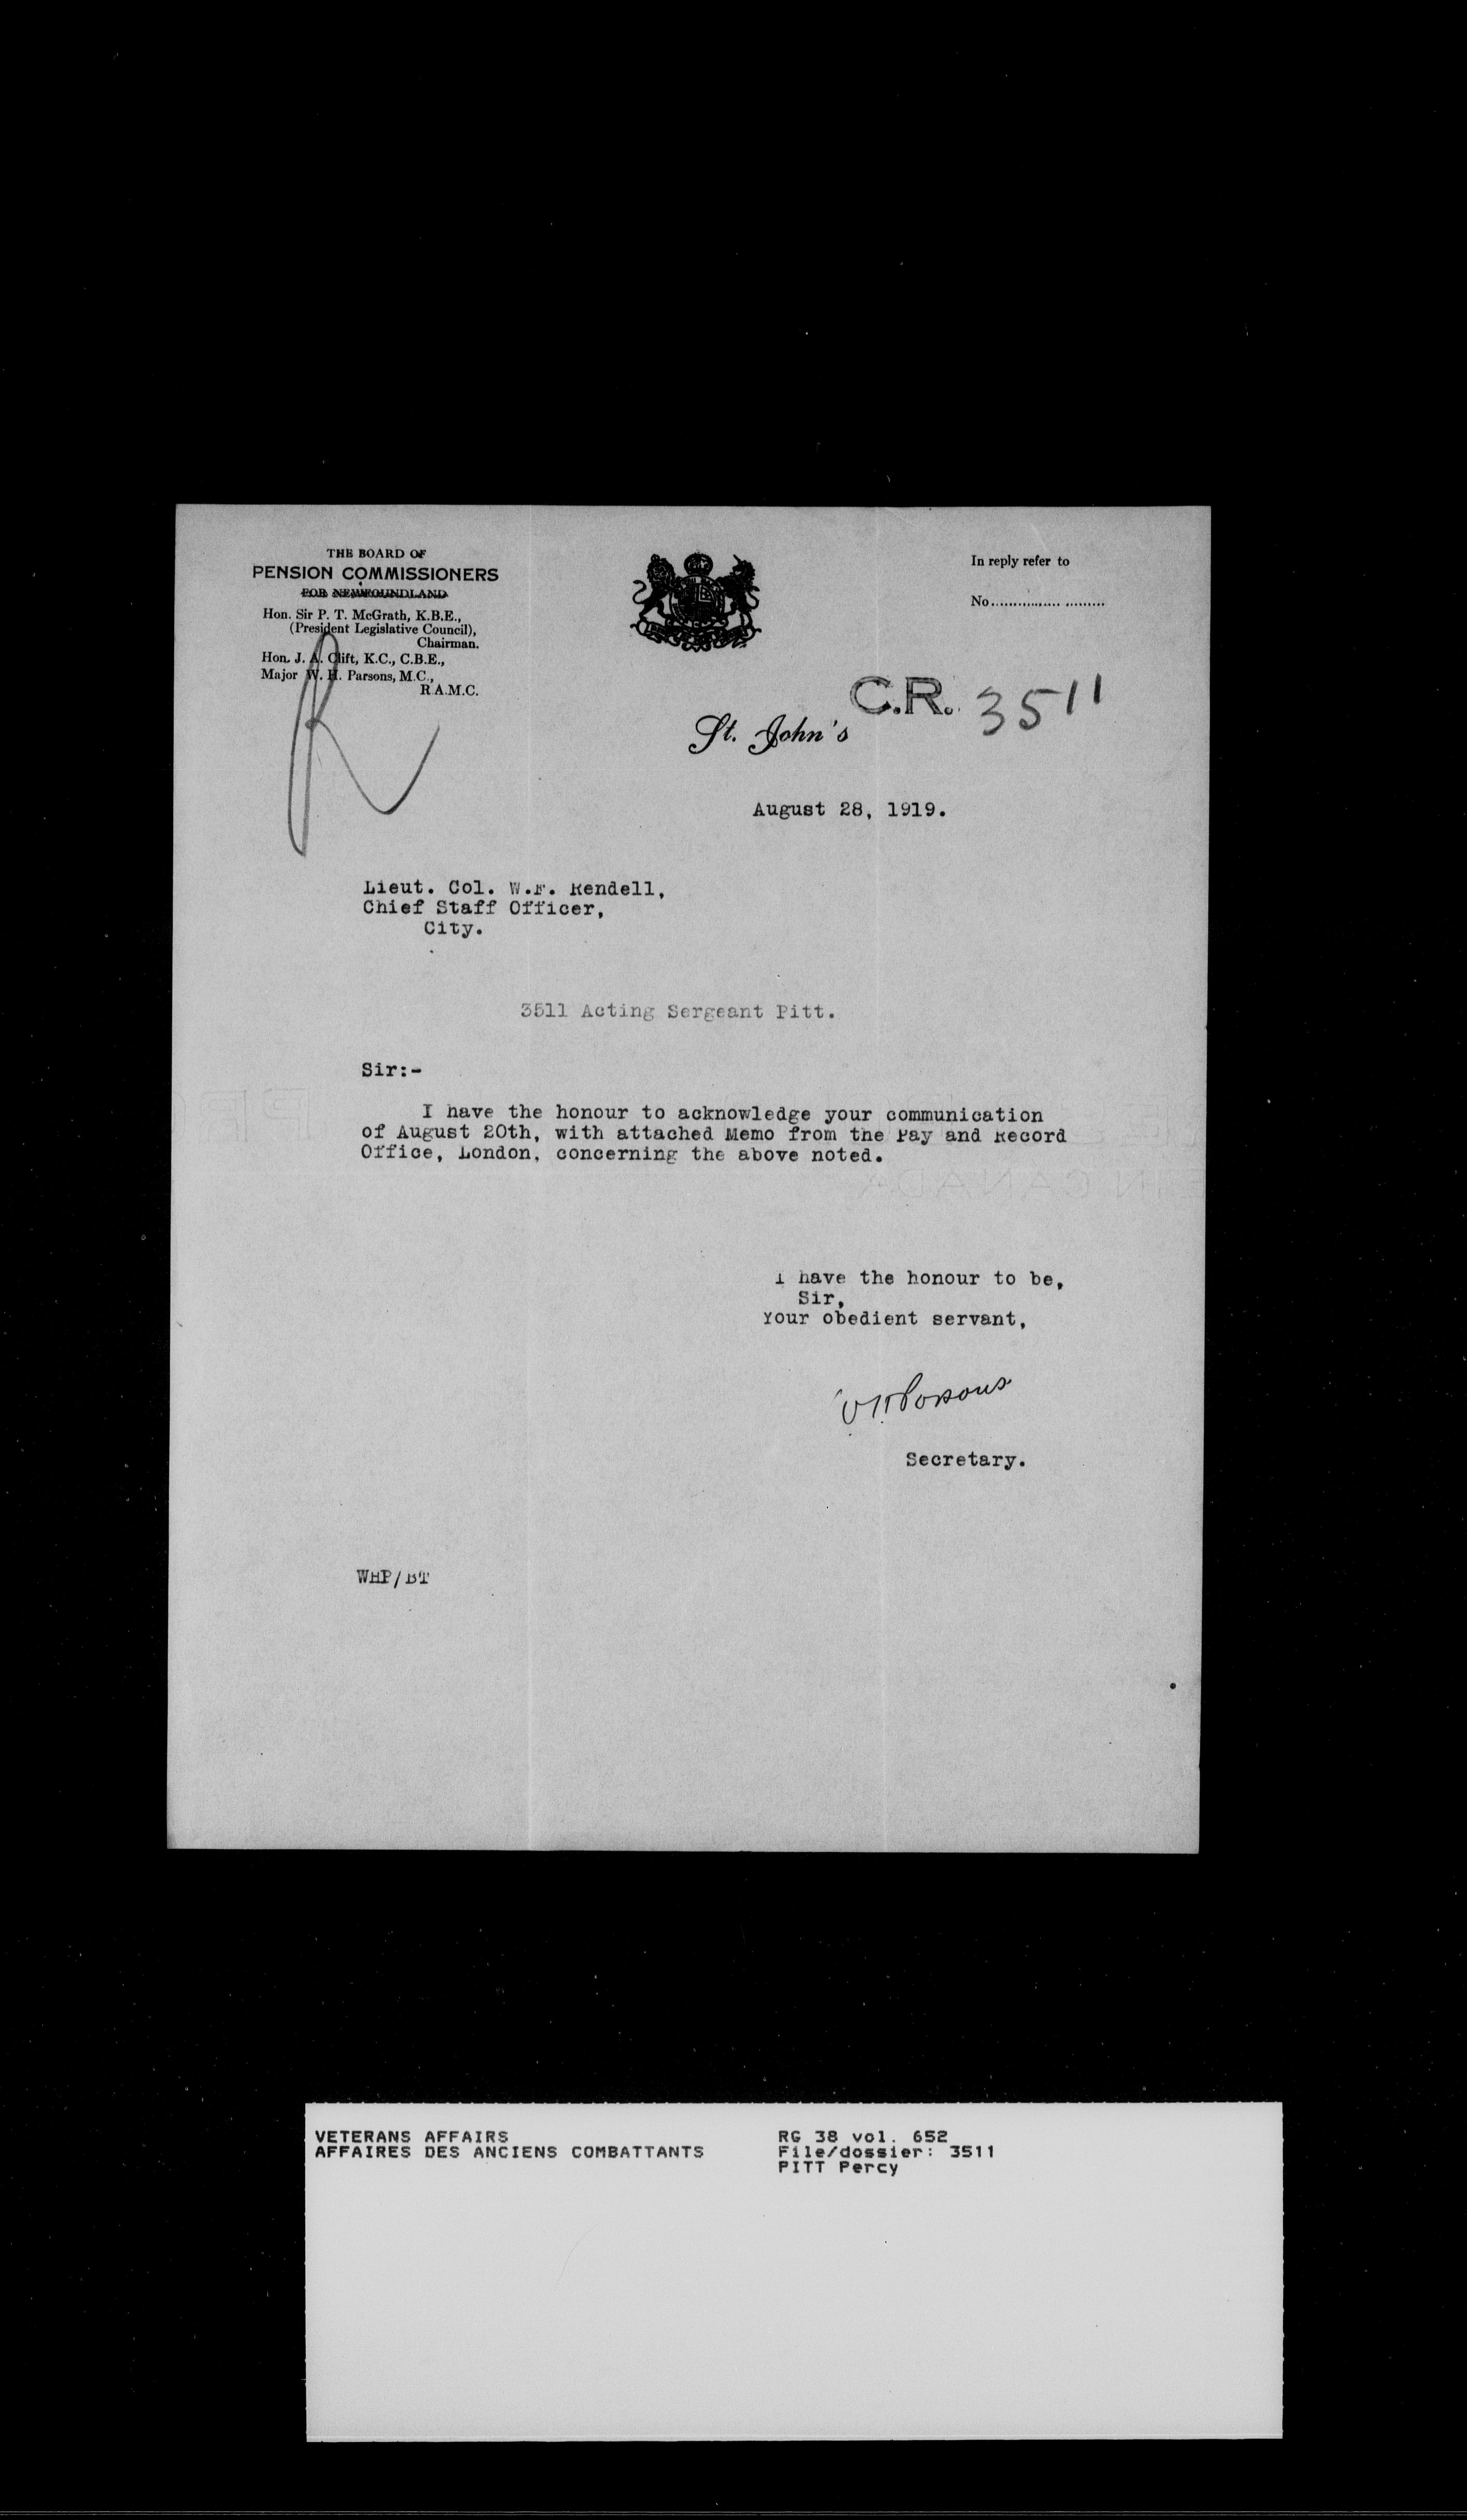 THE BOARD OF
PENSION COMMISSIONERS
FOR NEWFOUNDLAND
Hon. Sir P. T. McGrath, K.B.E.,
(President Legislative Council),
Chairman.
Hon. J. A. Clift, K.C., C.B.E.,
Major W. H. Parsons, M.C.,
R.A.M.C.
In reply refer to
No.
C.R. 3511
St. John's
August 28, 1919.
Lieut. Col. W.F. Rendell,
Chief Staff Officer,
City.
3511 Acting Sergeant Pitt.
Sir:-
I have the honour to acknowledge your communication
of August 20th, with attached Memo from the Pay and Record
Office, London, concerning the above noted.
I have the honour to be,
Sir,
Your obedient servant,
WHParsons
Secretary.
WHP/BT
VETERANS AFFAIRS
AFFAIRES DES ANCIENS COMBATTANTS
RG 38 vol. 652
File/dossier: 3511
PITT Percy